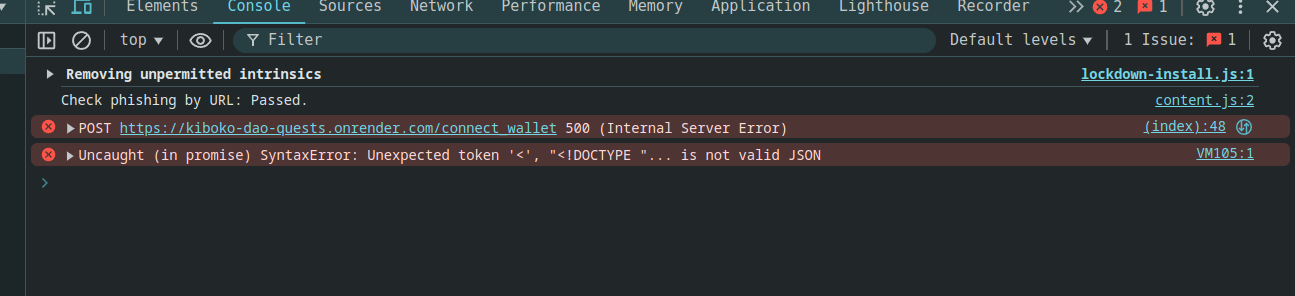 Elements Console Sources Network Performance Memory Application Lighthouse Recorder 2 1
top Filter Default levels 1 Issue: 1
Removing unpermitted intrinsics lockdown-install.js:1
Check phishing by URL: Passed. content.js:2
POST https://kiboko-dao-quests.onrender.com/connect_wallet 500 (Internal Server Error) (index):48
Uncaught (in promise) SyntaxError: Unexpected token '<', "<!DOCTYPE "... is not valid JSON VM105:1